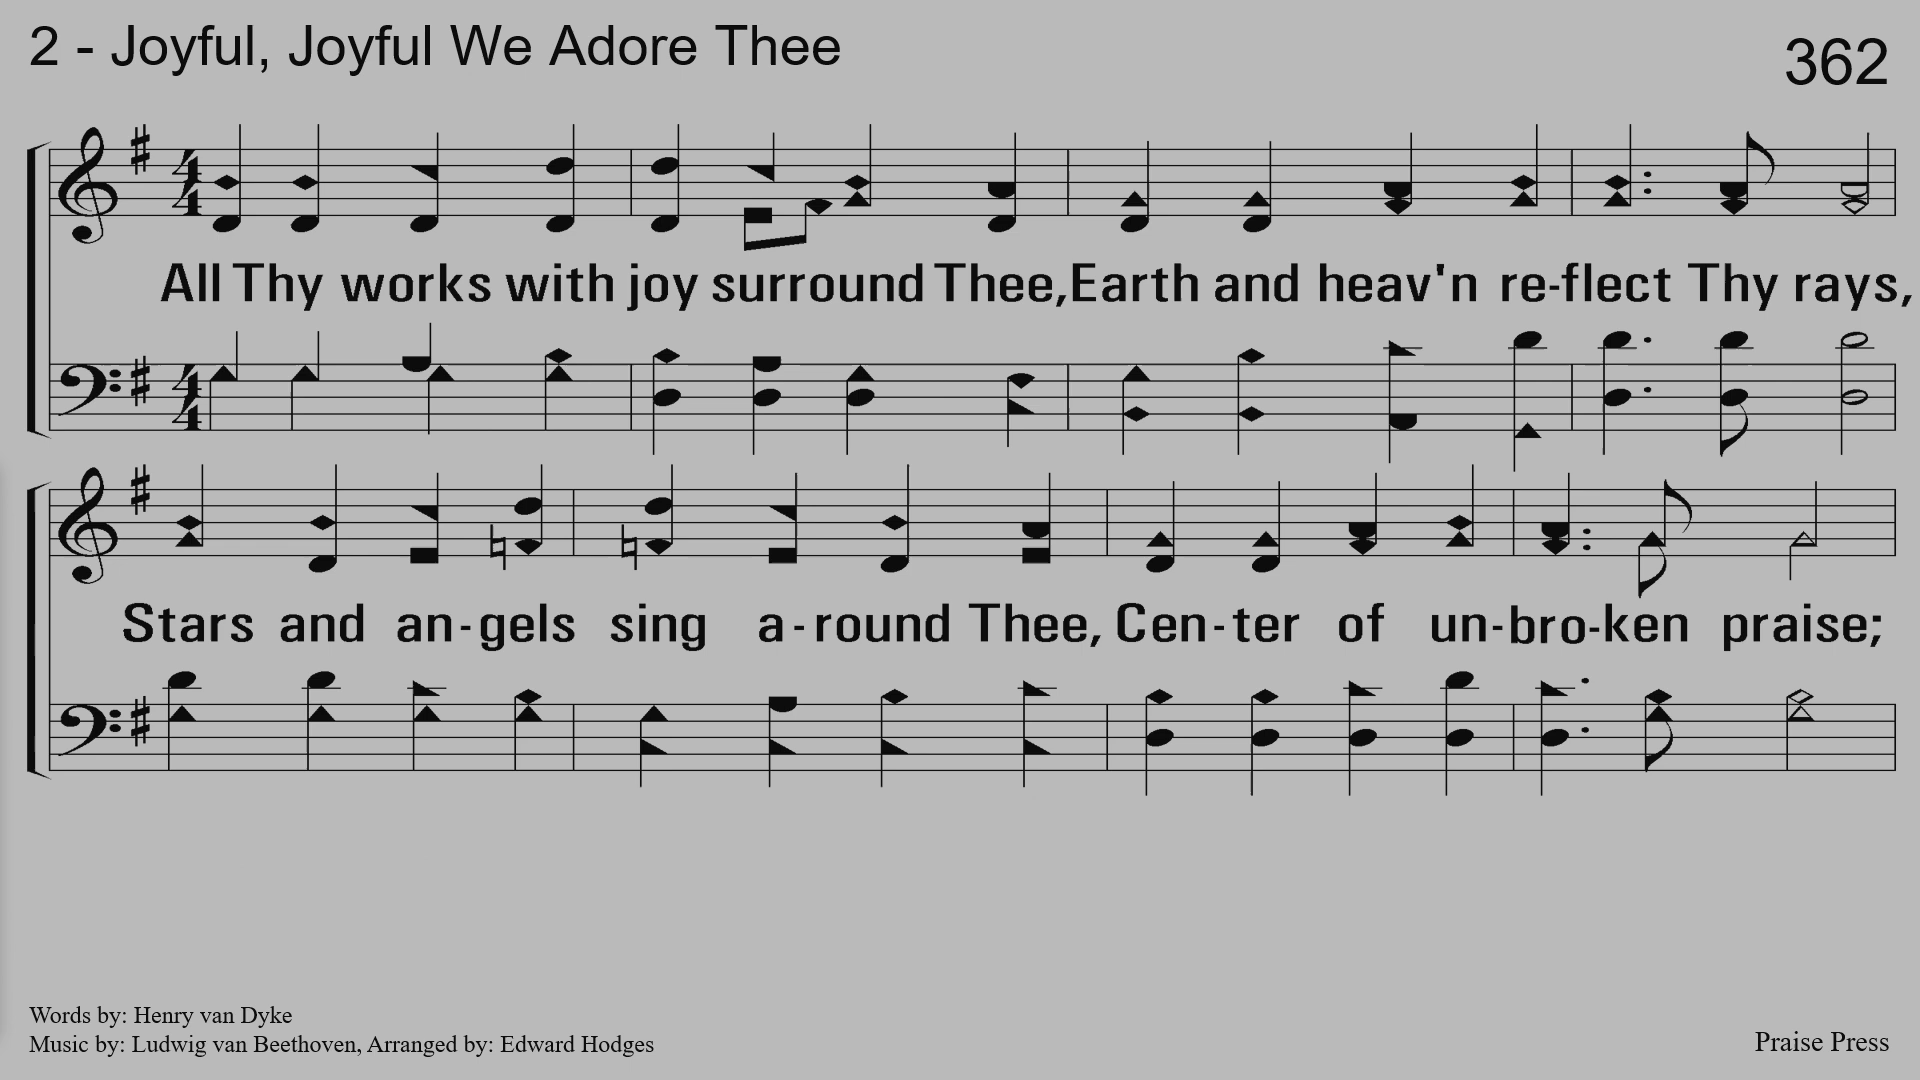 2 - Joyful, Joyful We Adore Thee
362
All Thy works with joy surround Thee, Earth and heav'n re-flect Thy rays,
Stars and an-gels sing a-round Thee, Cen-ter of un-bro-ken praise;
Words by: Henry van Dyke
Music by: Ludwig van Beethoven, Arranged by: Edward Hodges
Praise Press